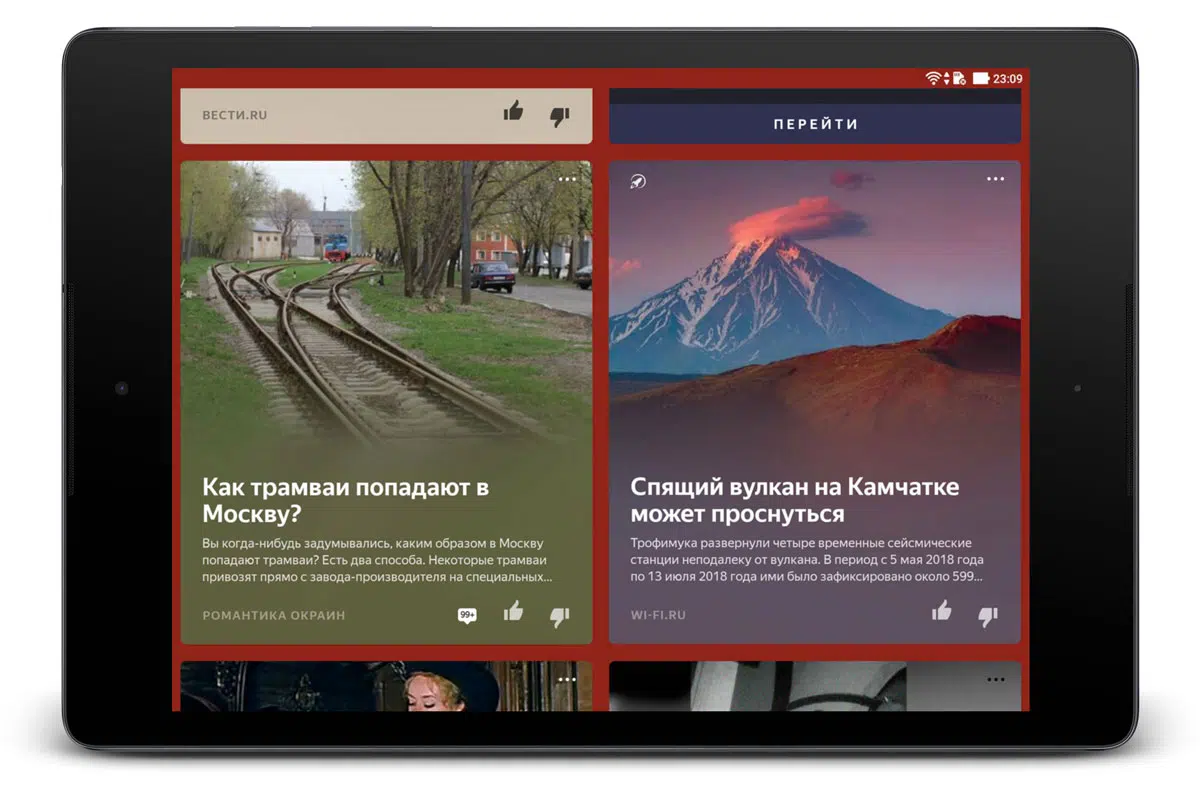 23:09
ВЕСТИ.RU
ПЕРЕЙТИ
Как трамваи попадают в
Москву?
Вы когда-нибудь задумывались, каким образом в Москву
попадают трамваи? Есть два способа. Некоторые трамваи
привозят прямо с завода-производителя на специальных...
РОМАНТИКА ОКРАИН
99+
Спящий вулкан на Камчатке
может проснуться
Трофимука развернули четыре временные сейсмические
станции неподалеку от вулкана. В период с 5 мая 2018 года
по 13 июля 2018 года ими было зафиксировано около 599...
WI-FI.RU